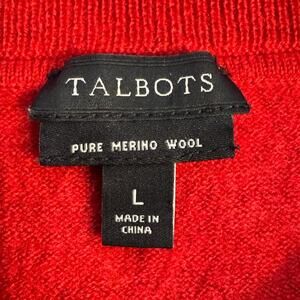 TALBOTS
PURE MERINO WOOL
L
MADE IN
CHINA